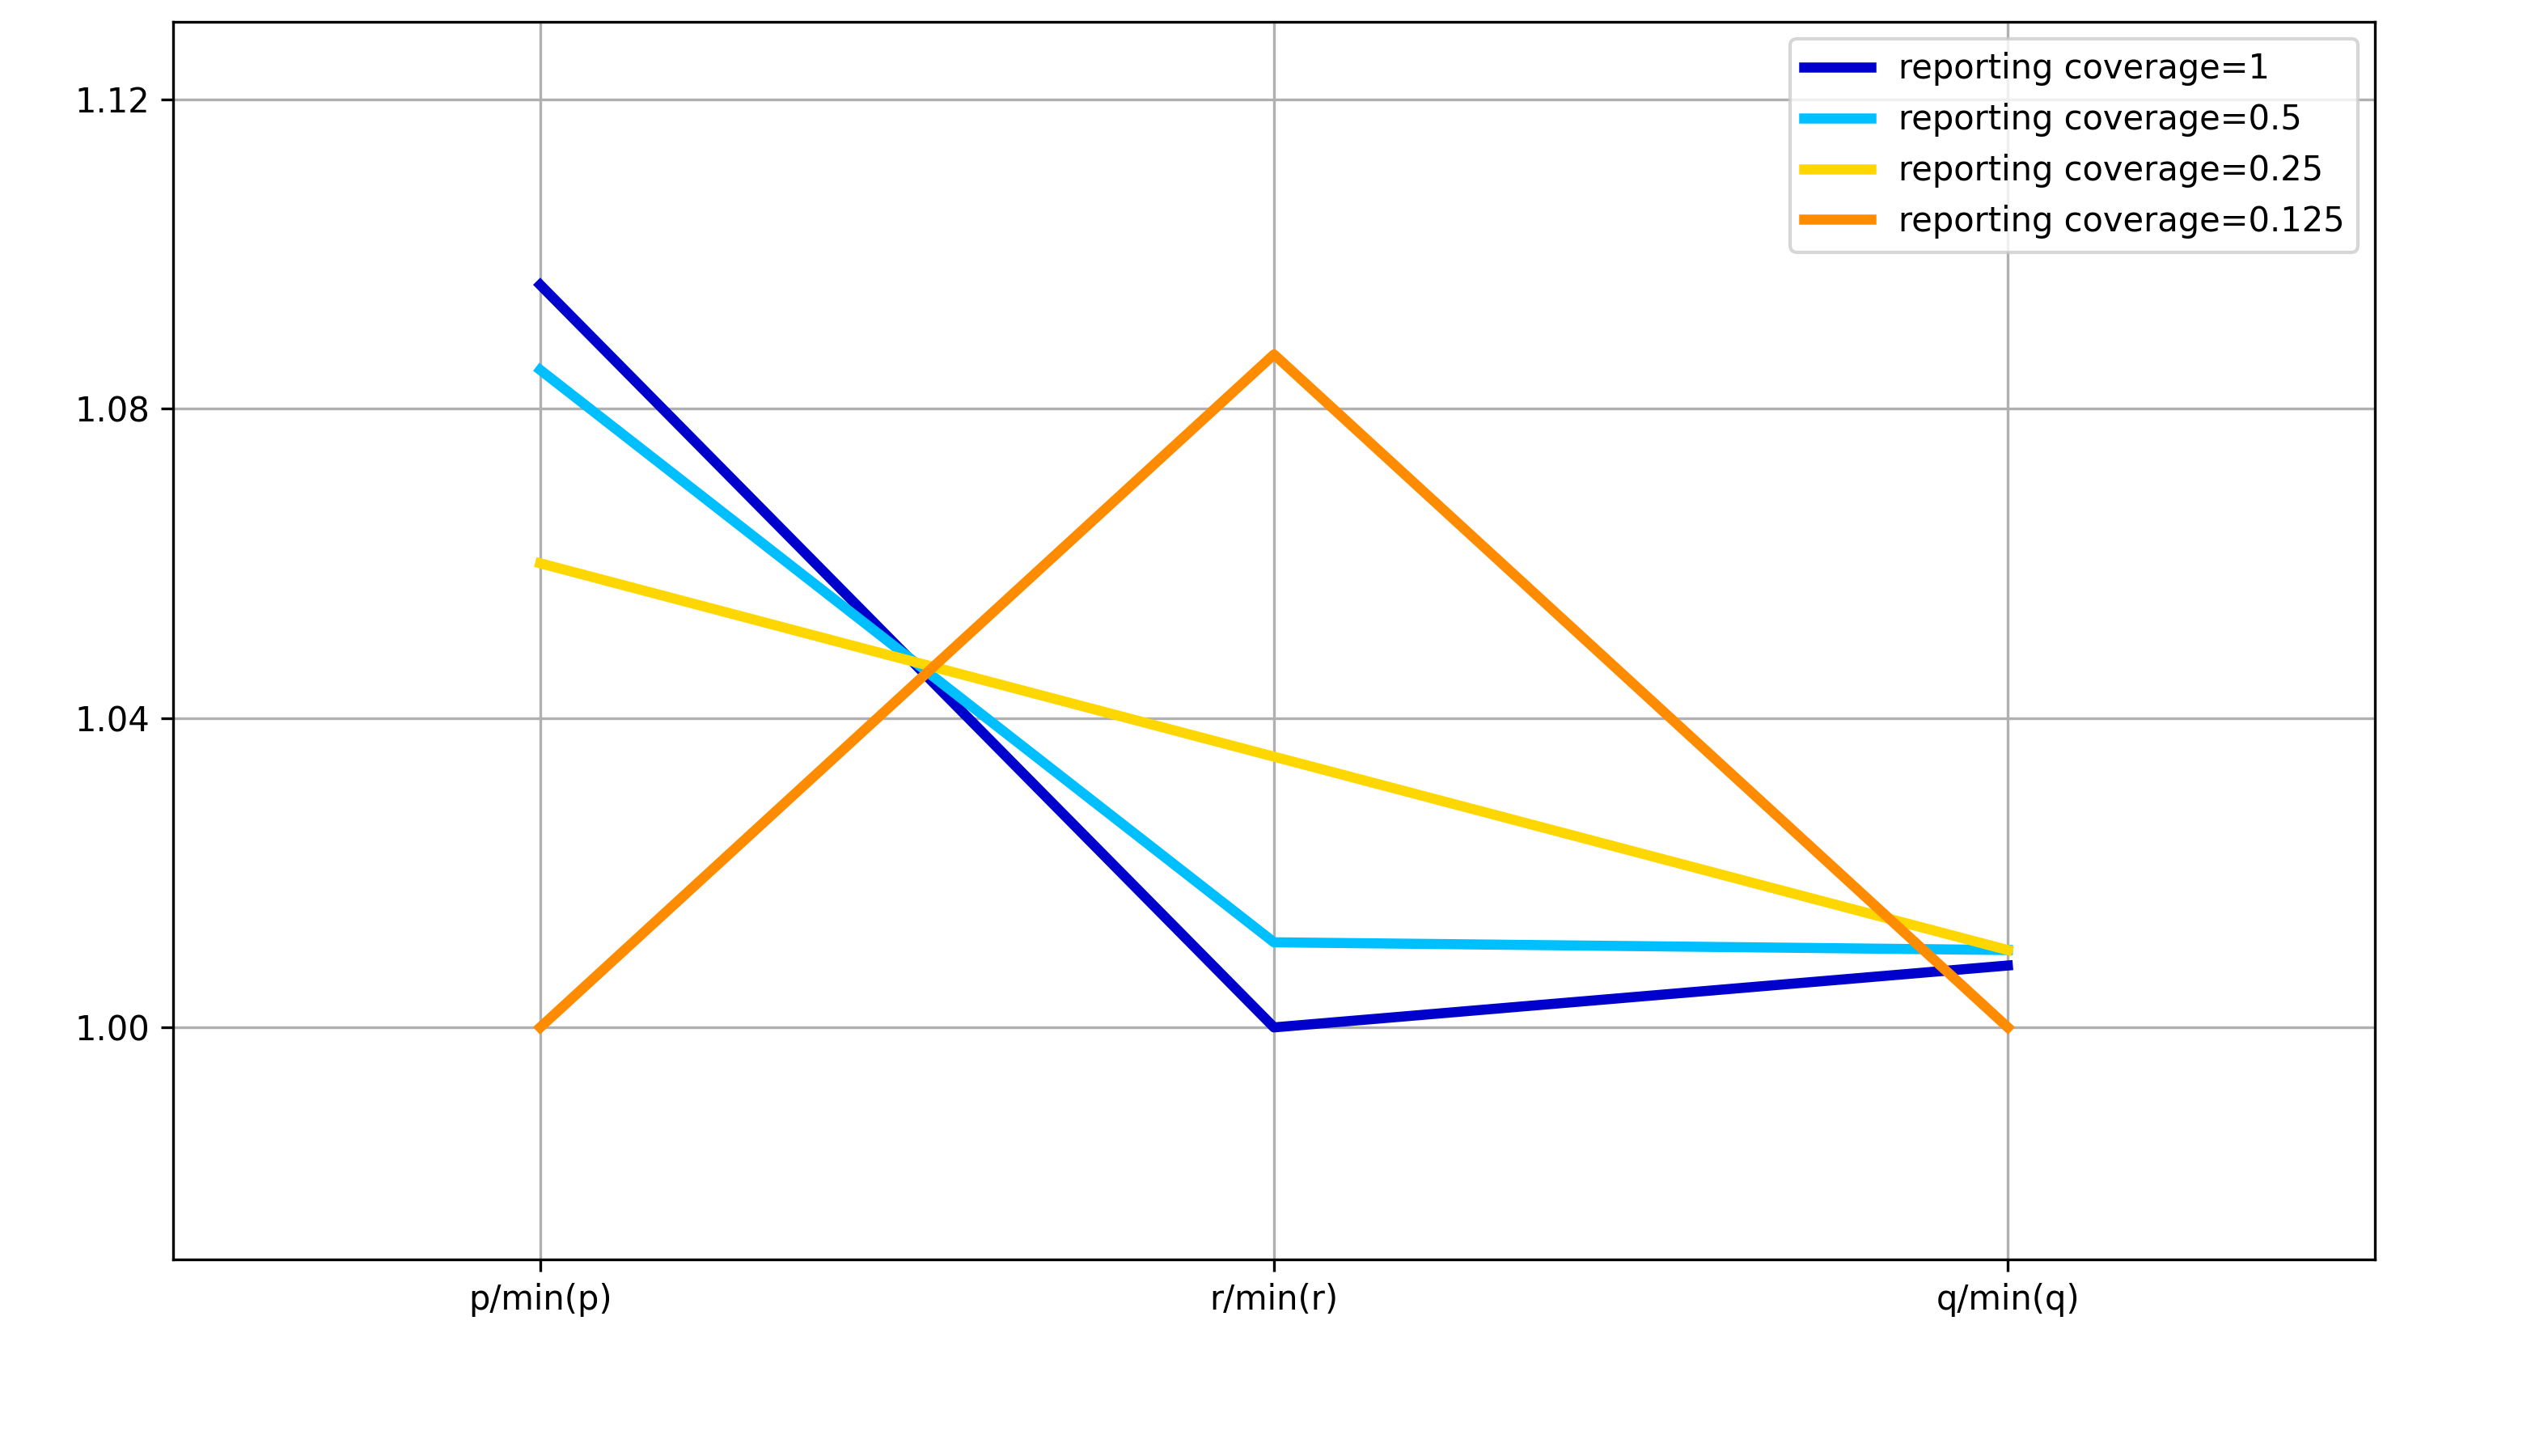 reporting coverage=1
reporting coverage=0.5
reporting coverage=0.25
reporting coverage=0.125
1.12
1.08
1.04
1.00
p/min(p)
r/min(r)
q/min(q)